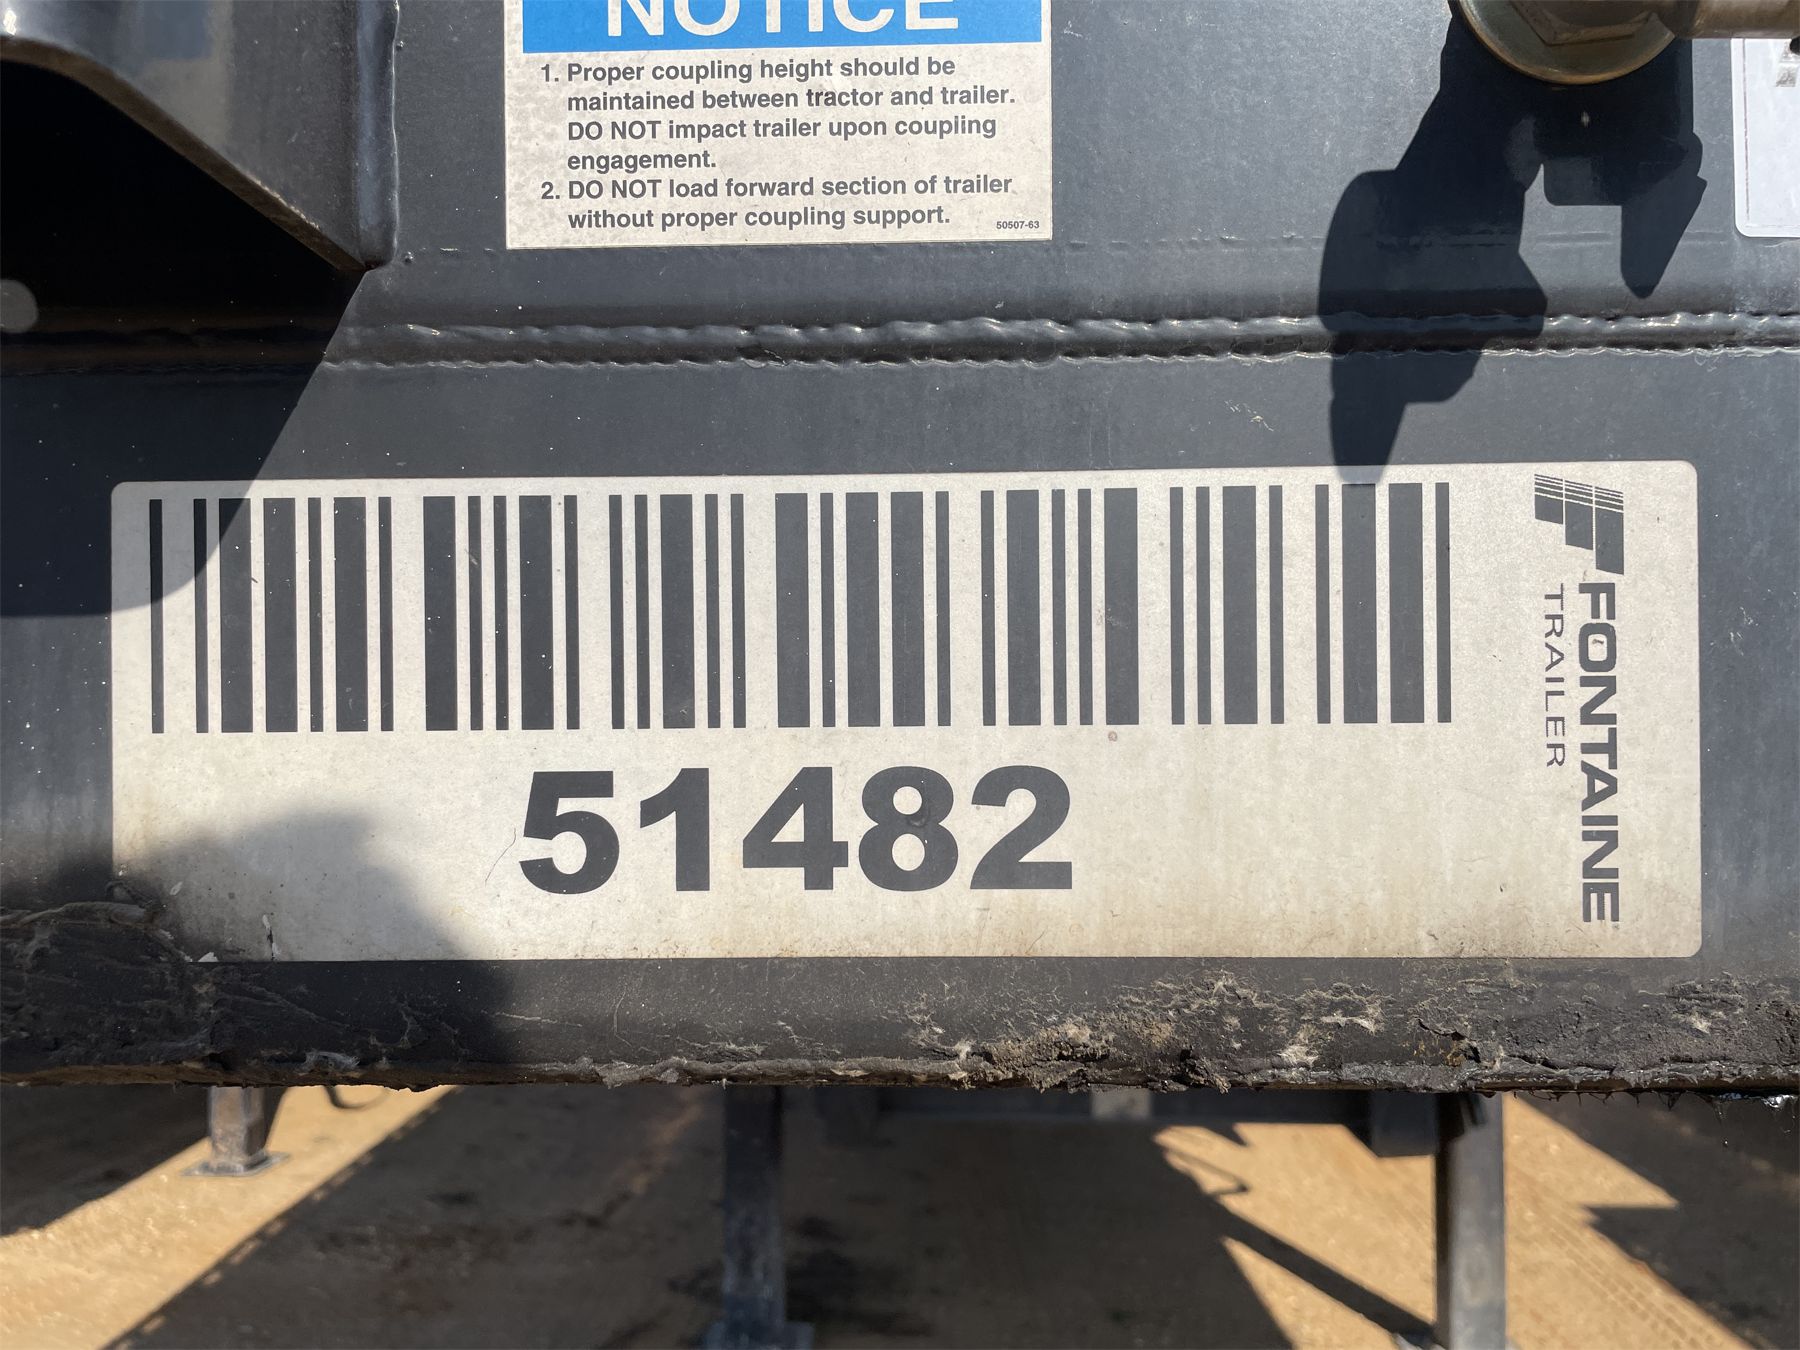 NOTICE
1. Proper coupling height should be
maintained between tractor and trailer.
DO NOT impact trailer upon coupling
engagement.
2. DO NOT load forward section of trailer
without proper coupling support.
50507-63
51482
FONTAINE
TRAILER